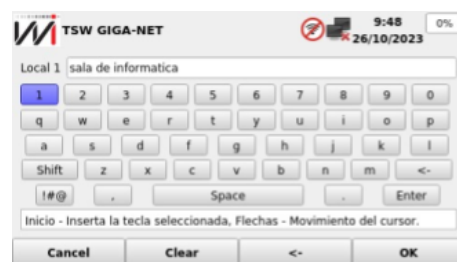 TSW GIGA-NET
9:48
26/10/2023
0%
Local 1 sala de informatica
1 2 3 4 5 6 7 8 9 0
q w e r t y u i o p
a s d f g h j k l
Shift z x c v b n m <-
!#@ , Space . Enter
Inicio - Inserta la tecla seleccionada, Flechas - Movimiento del cursor.
Cancel Clear <- OK